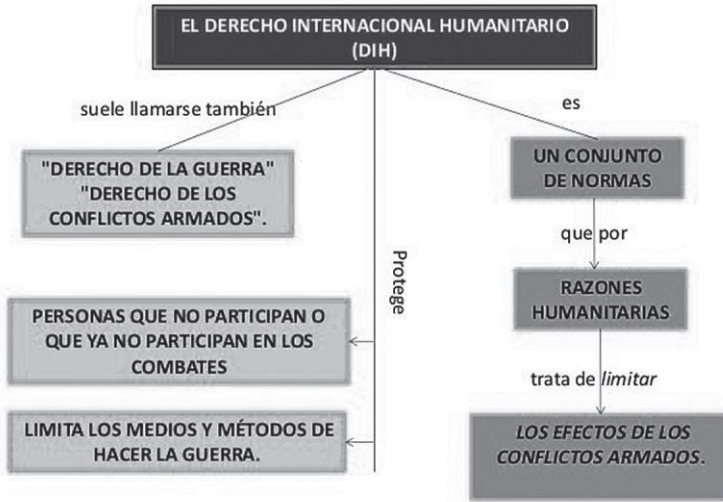 EL DERECHO INTERNACIONAL HUMANITARIO
(DIH)
suele llamarse también
es
"DERECHO DE LA GUERRA"
"DERECHO DE LOS
CONFLICTOS ARMADOS".
UN CONJUNTO
DE NORMAS
que por
Protege
RAZONES
HUMANITARIAS
PERSONAS QUE NO PARTICIPAN O
QUE YA NO PARTICIPAN EN LOS
COMBATES
trata de limitar
LIMITA LOS MEDIOS Y MÉTODOS DE
HACER LA GUERRA.
LOS EFECTOS DE LOS
CONFLICTOS ARMADOS.